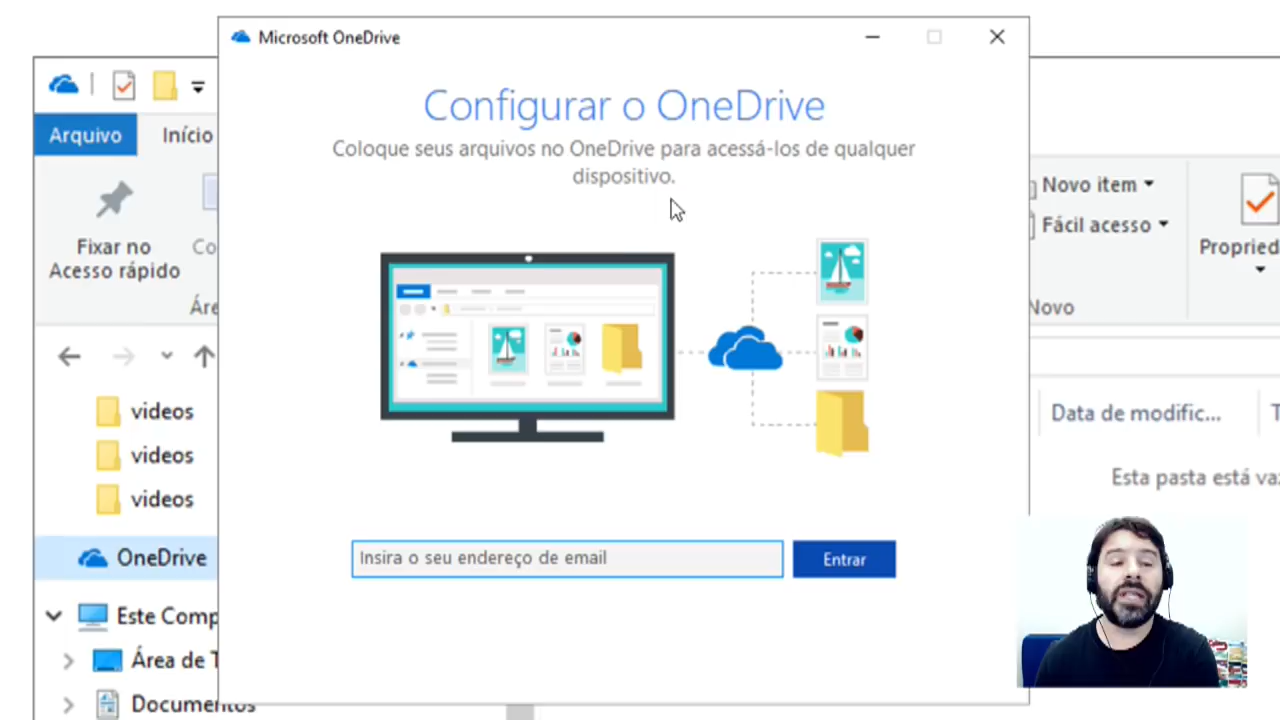 Microsoft OneDrive
Configurar o OneDrive
Coloque seus arquivos no OneDrive para acessá-los de qualquer
dispositivo.
Insira o seu endereço de email
Entrar
Arquivo
Início
Fixar no
Acesso rápido
Co
Áre
Novo item
Fácil acesso
Propried
Novo
videos
videos
videos
OneDrive
Este Comp
Área de T
Documentos
Data de modific...
T
Esta pasta está vaz